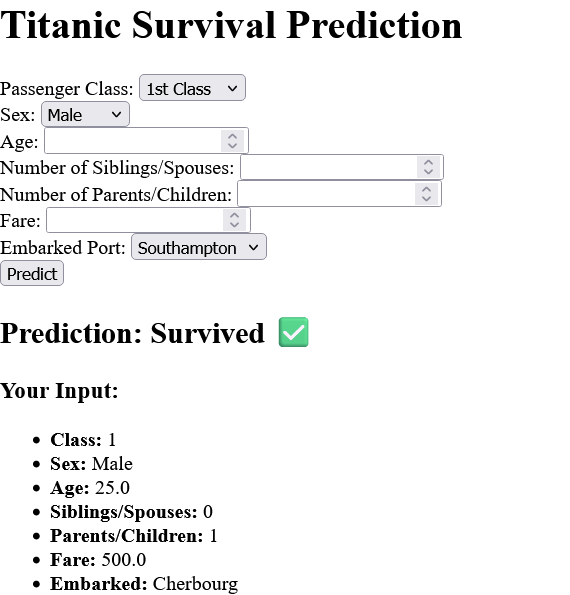 Titanic Survival Prediction
Passenger Class: 1st Class
Sex: Male
Age:
Number of Siblings/Spouses:
Number of Parents/Children:
Fare:
Embarked Port: Southampton
Predict
Prediction: Survived ✅
Your Input:
• Class: 1
• Sex: Male
• Age: 25.0
• Siblings/Spouses: 0
• Parents/Children: 1
• Fare: 500.0
• Embarked: Cherbourg